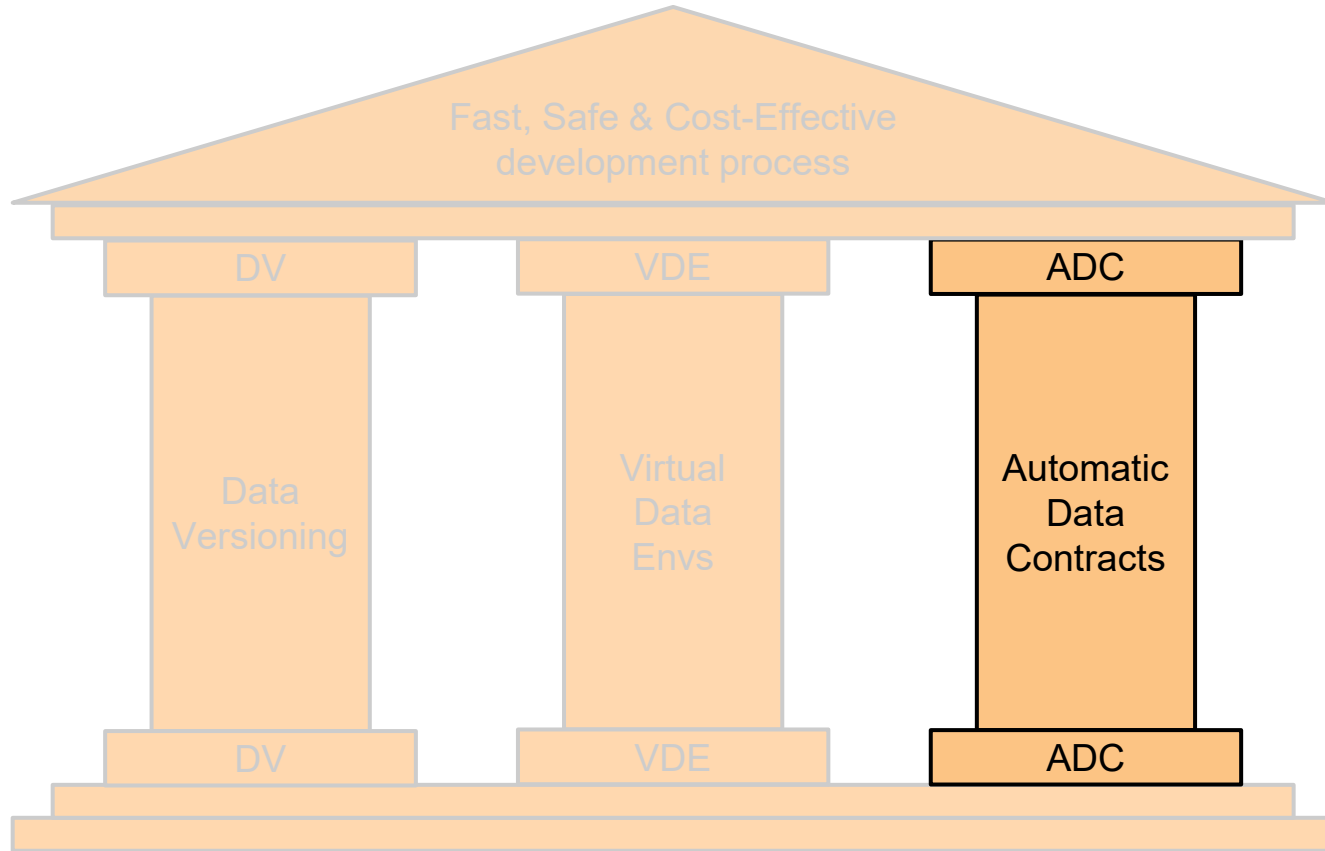 Fast, Safe & Cost-Effective
development process
DV
VDE
ADC
Data
Versioning
Virtual
Data
Envs
Automatic
Data
Contracts
DV
VDE
ADC